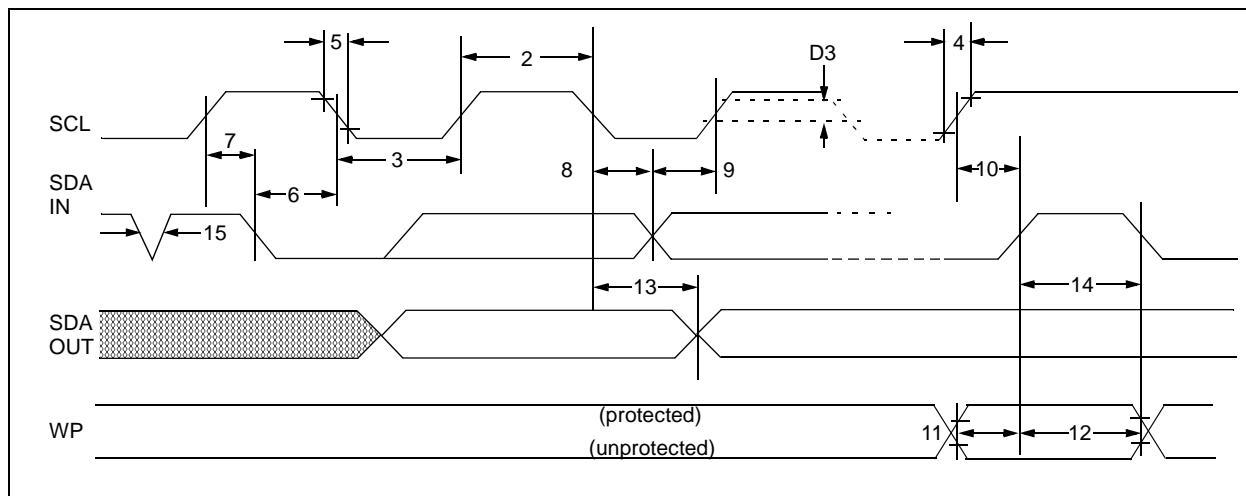 5
2
D3
4
SCL
7
3
8
9
10
SDA
IN
6
15
13
14
SDA
OUT
(protected)
WP
11
12
(unprotected)